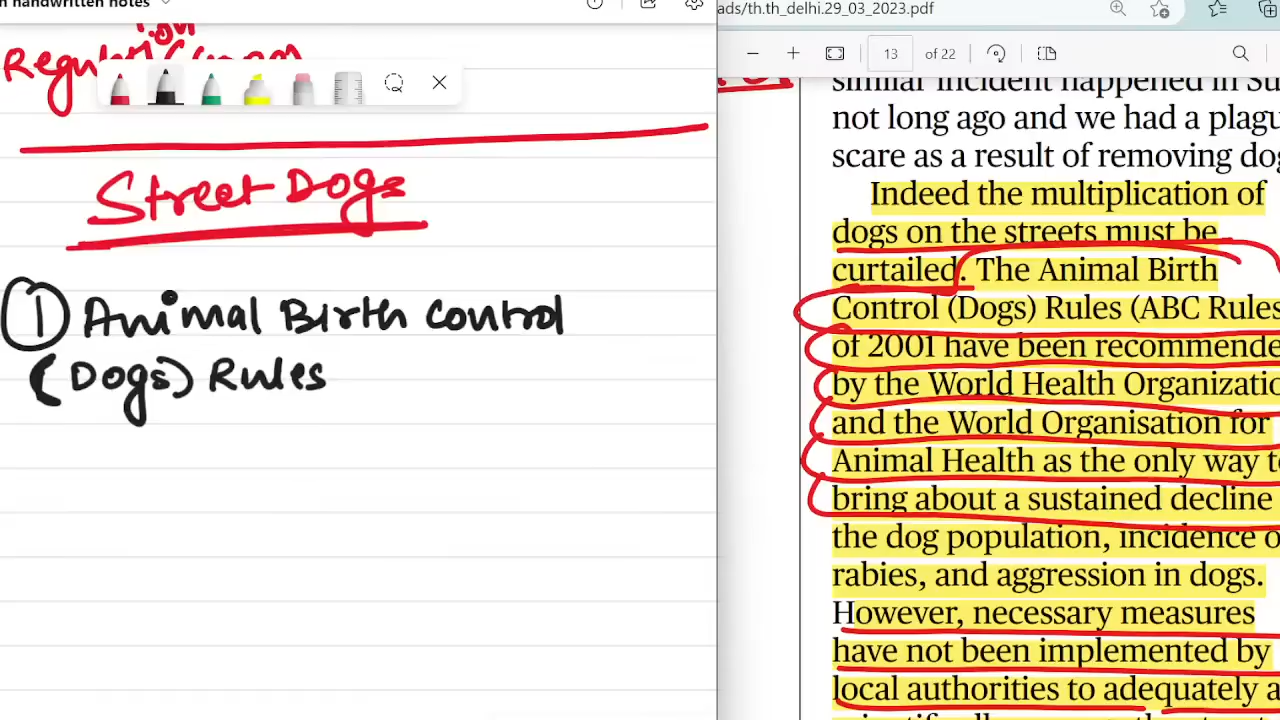 handwritten notes
ads/th.th_delhi.29_03_2023.pdf
13 of 22
Regulation
Street Dogs
① Animal Birth Control
(Dogs) Rules
similar incident happened in Su
not long ago and we had a plagu
scare as a result of removing dog
Indeed the multiplication of
dogs on the streets must be
curtailed. The Animal Birth
Control (Dogs) Rules (ABC Rules
of 2001 have been recommende
by the World Health Organizatio
and the World Organisation for
Animal Health as the only way to
bring about a sustained decline
the dog population, incidence o
rabies, and aggression in dogs.
However, necessary measures
have not been implemented by
local authorities to adequately a